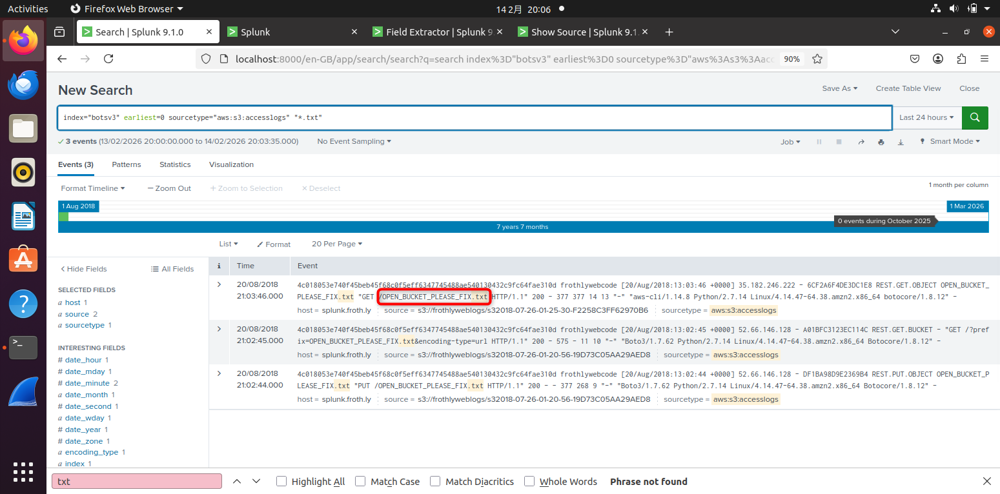 Activities Firefox Web Browser 14 2月 20:06
Search | Splunk 9.1.0 Splunk Field Extractor | Splunk 9 Show Source | Splunk 9.1.
localhost:8000/en-GB/app/search/search?q=search index%3D"botsv3" earliest%3D0 sourcetype%3D"aws%3As3%3Aacc 90%
New Search Save As Create Table View Close
index="botsv3" earliest=0 sourcetype="aws:s3:accesslogs" "*.txt" Last 24 hours
3 events (13/02/2026 20:00:00.000 to 14/02/2026 20:03:35.000) No Event Sampling Job Smart Mode
Events (3) Patterns Statistics Visualization
Format Timeline — Zoom Out + Zoom to Selection × Deselect 1 month per column
1 Aug 2018 1 Mar 2026
0 events during October 2025
7 years 7 months
List Format 20 Per Page
Hide Fields All Fields
SELECTED FIELDS
a host 1
a source 2
a sourcetype 1
INTERESTING FIELDS
# date_hour 1
# date_mday 1
# date_minute 2
a date_month 1
# date_second 1
a date_wday 1
# date_year 1
# date_zone 1
a encoding_type 1
a index 1
i Time Event
20/08/2018 21:03:46.000
4c018053e740f45beb45f68c0f5eff6347745488ae540130432c9fc64fae310d frothlywebcode [20/Aug/2018:13:03:46 +0000] 35.182.246.222 - 6CF2A6F4DE3DC1E8 REST.GET.OBJECT OPEN_BUCKET_
PLEASE_FIX.txt "GET /OPEN_BUCKET_PLEASE_FIX.txt HTTP/1.1" 200 - 377 377 14 13 "-" "aws-cli/1.14.8 Python/2.7.14 Linux/4.14.47-64.38.amzn2.x86_64 botocore/1.8.12" -
host = splunk.froth.ly source = s3://frothlyweblogs/s32018-07-26-01-25-30-F2258C3FF62970B6 sourcetype = aws:s3:accesslogs
20/08/2018 21:02:45.000
4c018053e740f45beb45f68c0f5eff6347745488ae540130432c9fc64fae310d frothlywebcode [20/Aug/2018:13:02:45 +0000] 52.66.146.128 - A01BFC3123EC114C REST.GET.BUCKET - "GET /?pref
ix=OPEN_BUCKET_PLEASE_FIX.txt&encoding-type=url HTTP/1.1" 200 - 575 - 11 10 "-" "Boto3/1.7.62 Python/2.7.14 Linux/4.14.47-64.38.amzn2.x86_64 Botocore/1.8.12" -
host = splunk.froth.ly source = s3://frothlyweblogs/s32018-07-26-01-20-56-19D73C05AA29AED8 sourcetype = aws:s3:accesslogs
20/08/2018 21:02:44.000
4c018053e740f45beb45f68c0f5eff6347745488ae540130432c9fc64fae310d frothlywebcode [20/Aug/2018:13:02:44 +0000] 52.66.146.128 - DF1BA98D9E2369B4 REST.PUT.OBJECT OPEN_BUCKET_P
LEASE_FIX.txt "PUT /OPEN_BUCKET_PLEASE_FIX.txt HTTP/1.1" 200 - - 377 268 9 "-" "Boto3/1.7.62 Python/2.7.14 Linux/4.14.47-64.38.amzn2.x86_64 Botocore/1.8.12" -
host = splunk.froth.ly source = s3://frothlyweblogs/s32018-07-26-01-20-56-19D73C05AA29AED8 sourcetype = aws:s3:accesslogs
txt Highlight All Match Case Match Diacritics Whole Words Phrase not found